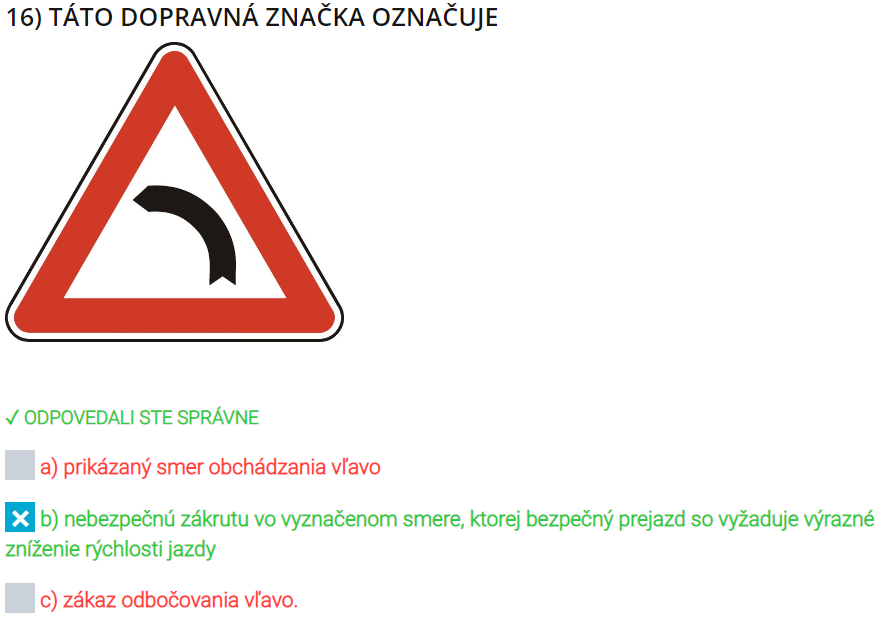 16) TÁTO DOPRAVNÁ ZNAČKA OZNAČUJE
✓ ODPOVEDALI STE SPRÁVNE
a) prikázaný smer obchádzania vľavo
b) nebezpečnú zákrutu vo vyznačenom smere, ktorej bezpečný prejazd so vyžaduje výrazné
zníženie rýchlosti jazdy
c) zákaz odbočovania vľavo.